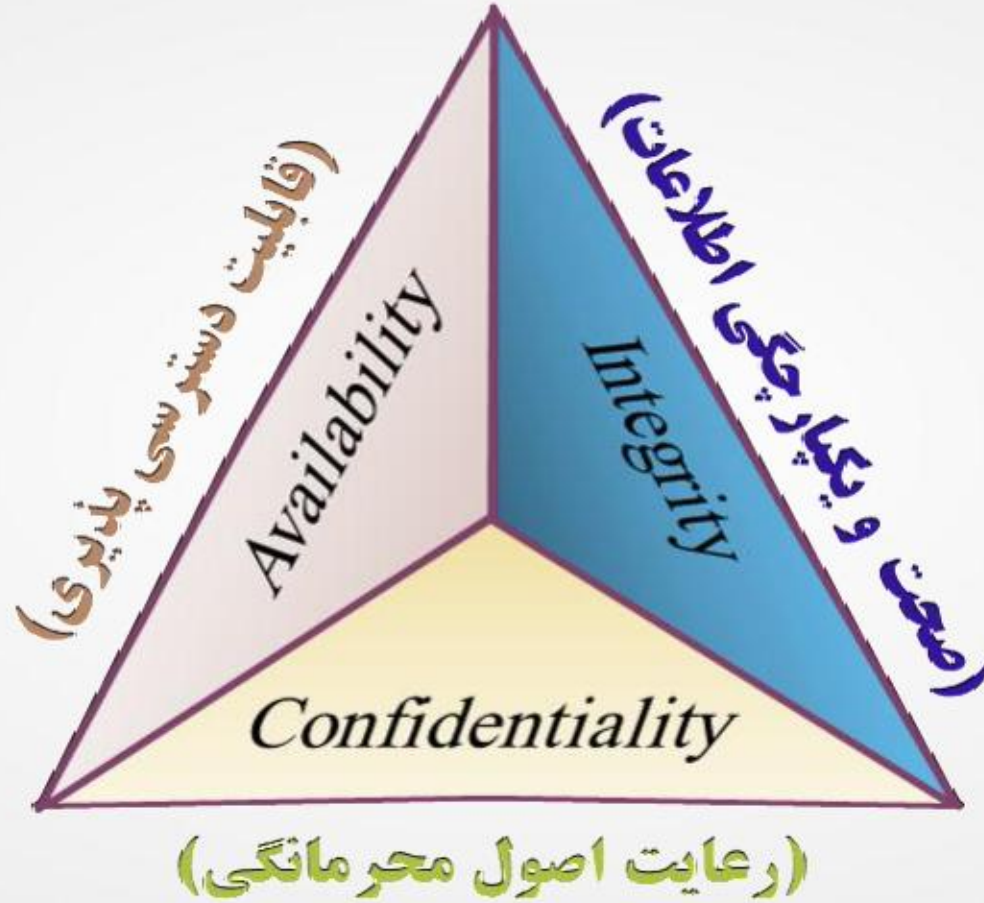 (قابلیت دسترسی پذیری)
Availability
Integrity
(صحت و یکپارچگی اطلاعات)
Confidentiality
(رعایت اصول محرمانگی)